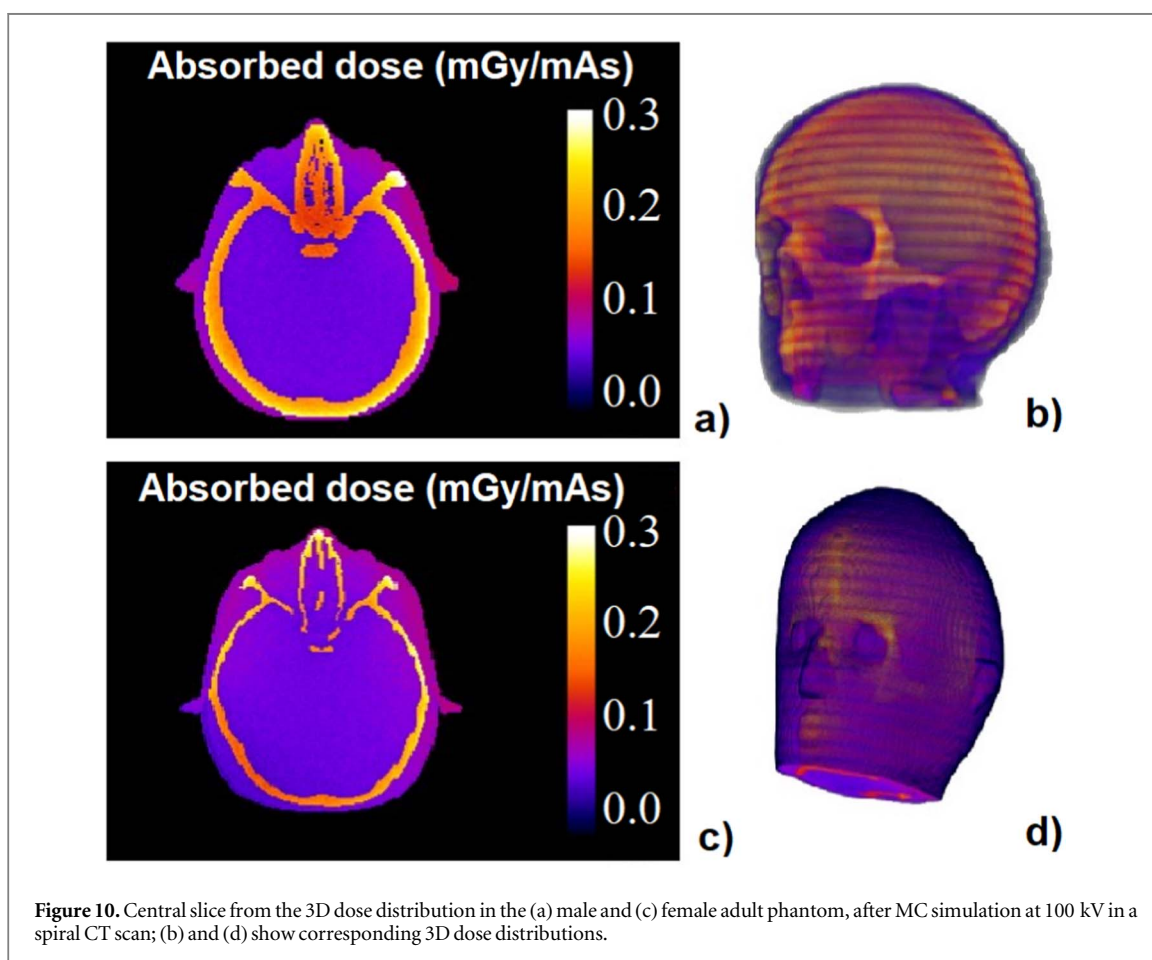 Absorbed dose (mGy/mAs)
0.3
0.2
0.1
0.0
a)
b)
Absorbed dose (mGy/mAs)
0.3
0.2
0.1
0.0
c)
d)
Figure 10. Central slice from the 3D dose distribution in the (a) male and (c) female adult phantom, after MC simulation at 100 kV in a
spiral CT scan; (b) and (d) show corresponding 3D dose distributions.